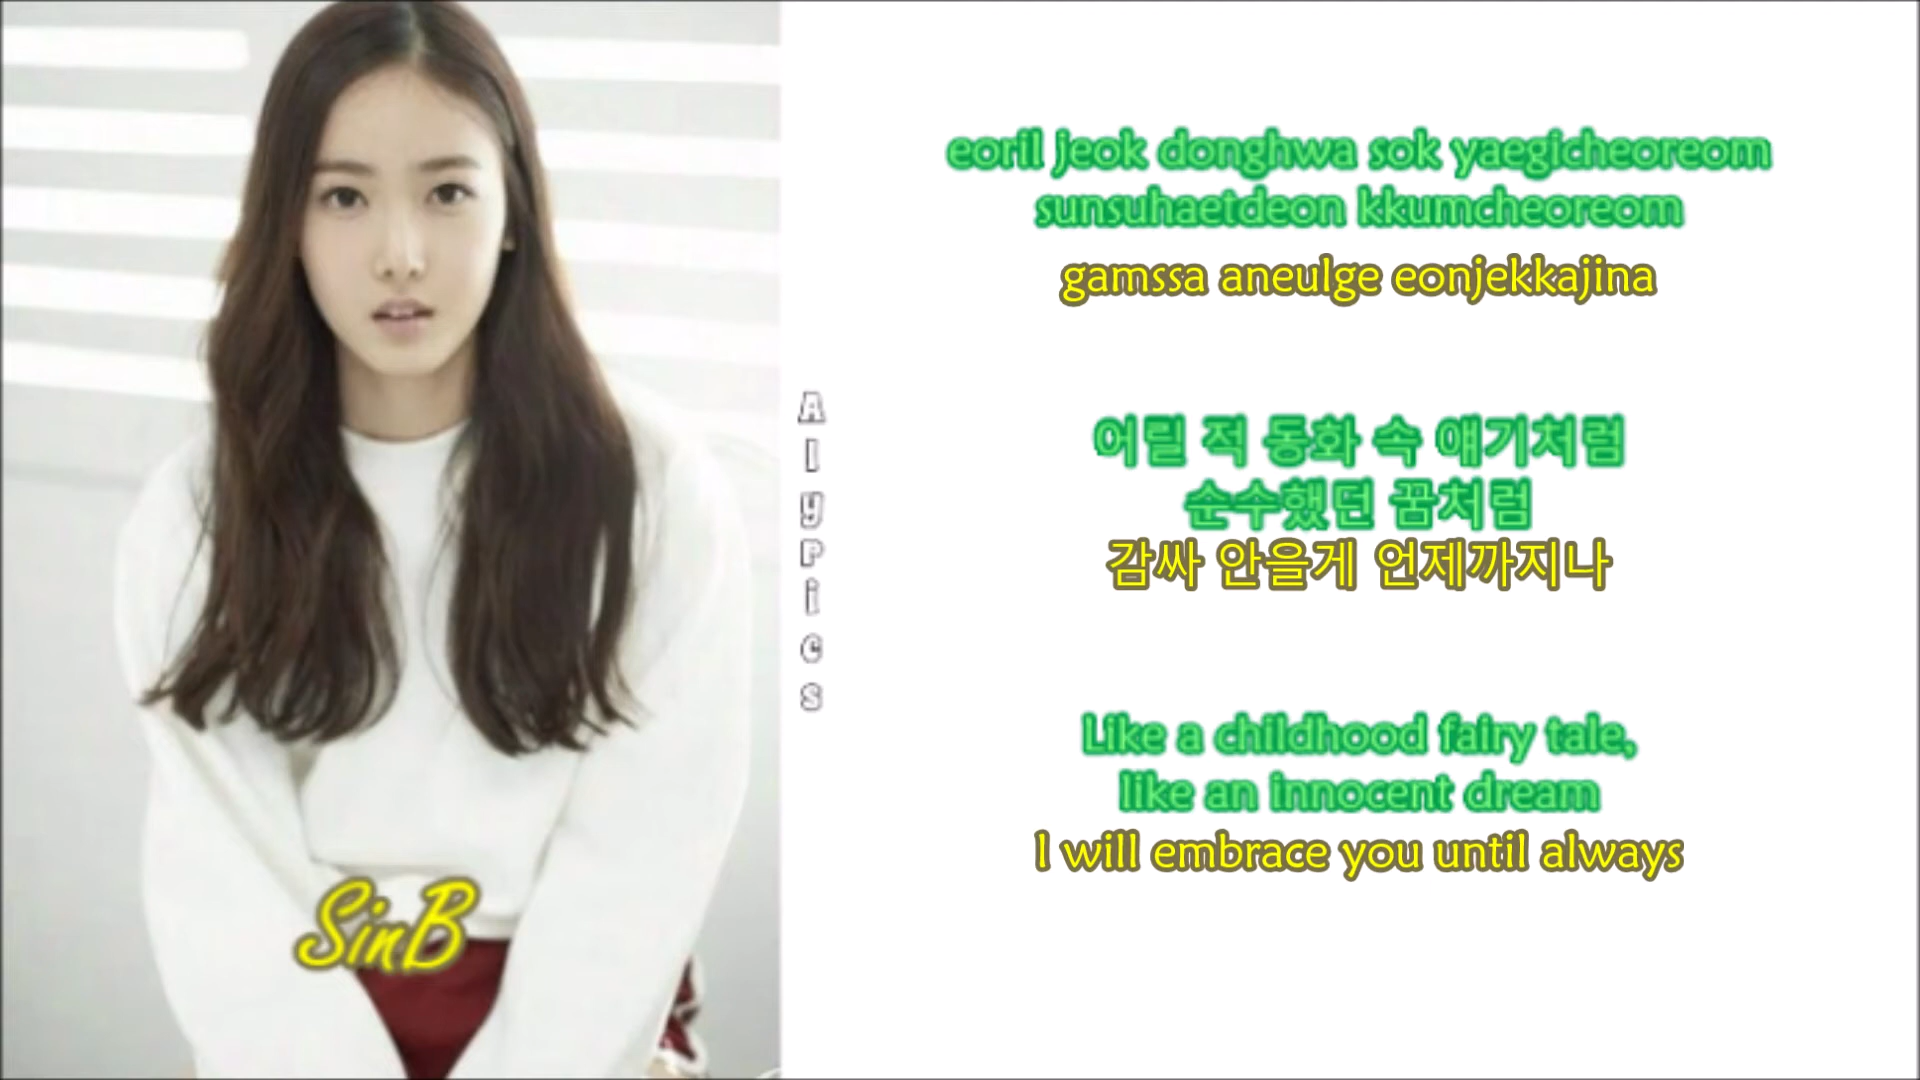 eoril jeok donghwa sok yaegicheoreom
sunsuhaetdeon kkumcheoreom
gamssa aneulge eonjekkajina
AlyPics
어릴 적 동화 속 얘기처럼
순수했던 꿈처럼
감싸 안을게 언제까지나
Like a childhood fairy tale,
like an innocent dream
I will embrace you until always
SinB